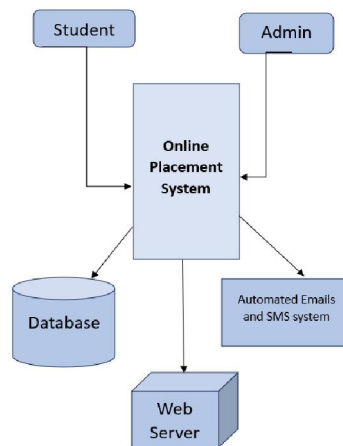 Student
Admin
Online
Placement
System
Database
Automated Emails
and SMS system
Web
Server